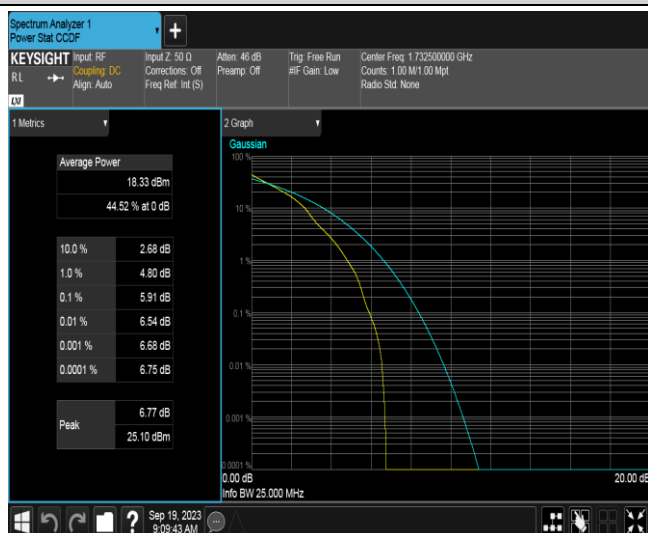 Spectrum Analyzer 1
Power Stat CCDF
+
KEYSIGHT
RL
LXI
Input: RF
Coupling: DC
Align: Auto
Input Z: 50 Ω
Corrections: Off
Freq Ref: Int (S)
Atten: 46 dB
Preamp: Off
Trig: Free Run
#IF Gain: Low
Center Freq: 1.732500000 GHz
Counts: 1.00 M/1.00 Mpt
Radio Std: None
1 Metrics
Average Power
18.33 dBm
44.52 % at 0 dB
10.0 % 2.68 dB
1.0 % 4.80 dB
0.1 % 5.91 dB
0.01 % 6.54 dB
0.001 % 6.68 dB
0.0001 % 6.75 dB
Peak
6.77 dB
25.10 dBm
2 Graph
Gaussian
100 %
10 %
1 %
0.1 %
0.01 %
0.001 %
0.0001 %
0.00 dB 20.00 dB
Info BW 25.000 MHz
?
Sep 19, 2023
9:09:43 AM